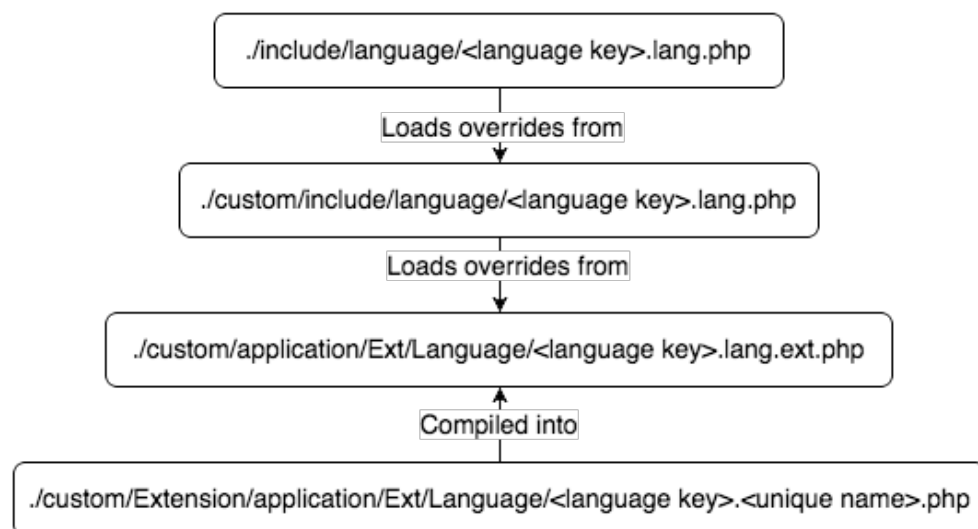 ./include/language/<language key>.lang.php
Loads overrides from
./custom/include/language/<language key>.lang.php
Loads overrides from
./custom/application/Ext/Language/<language key>.lang.ext.php
Compiled into
./custom/Extension/application/Ext/Language/<language key>.<unique name>.php